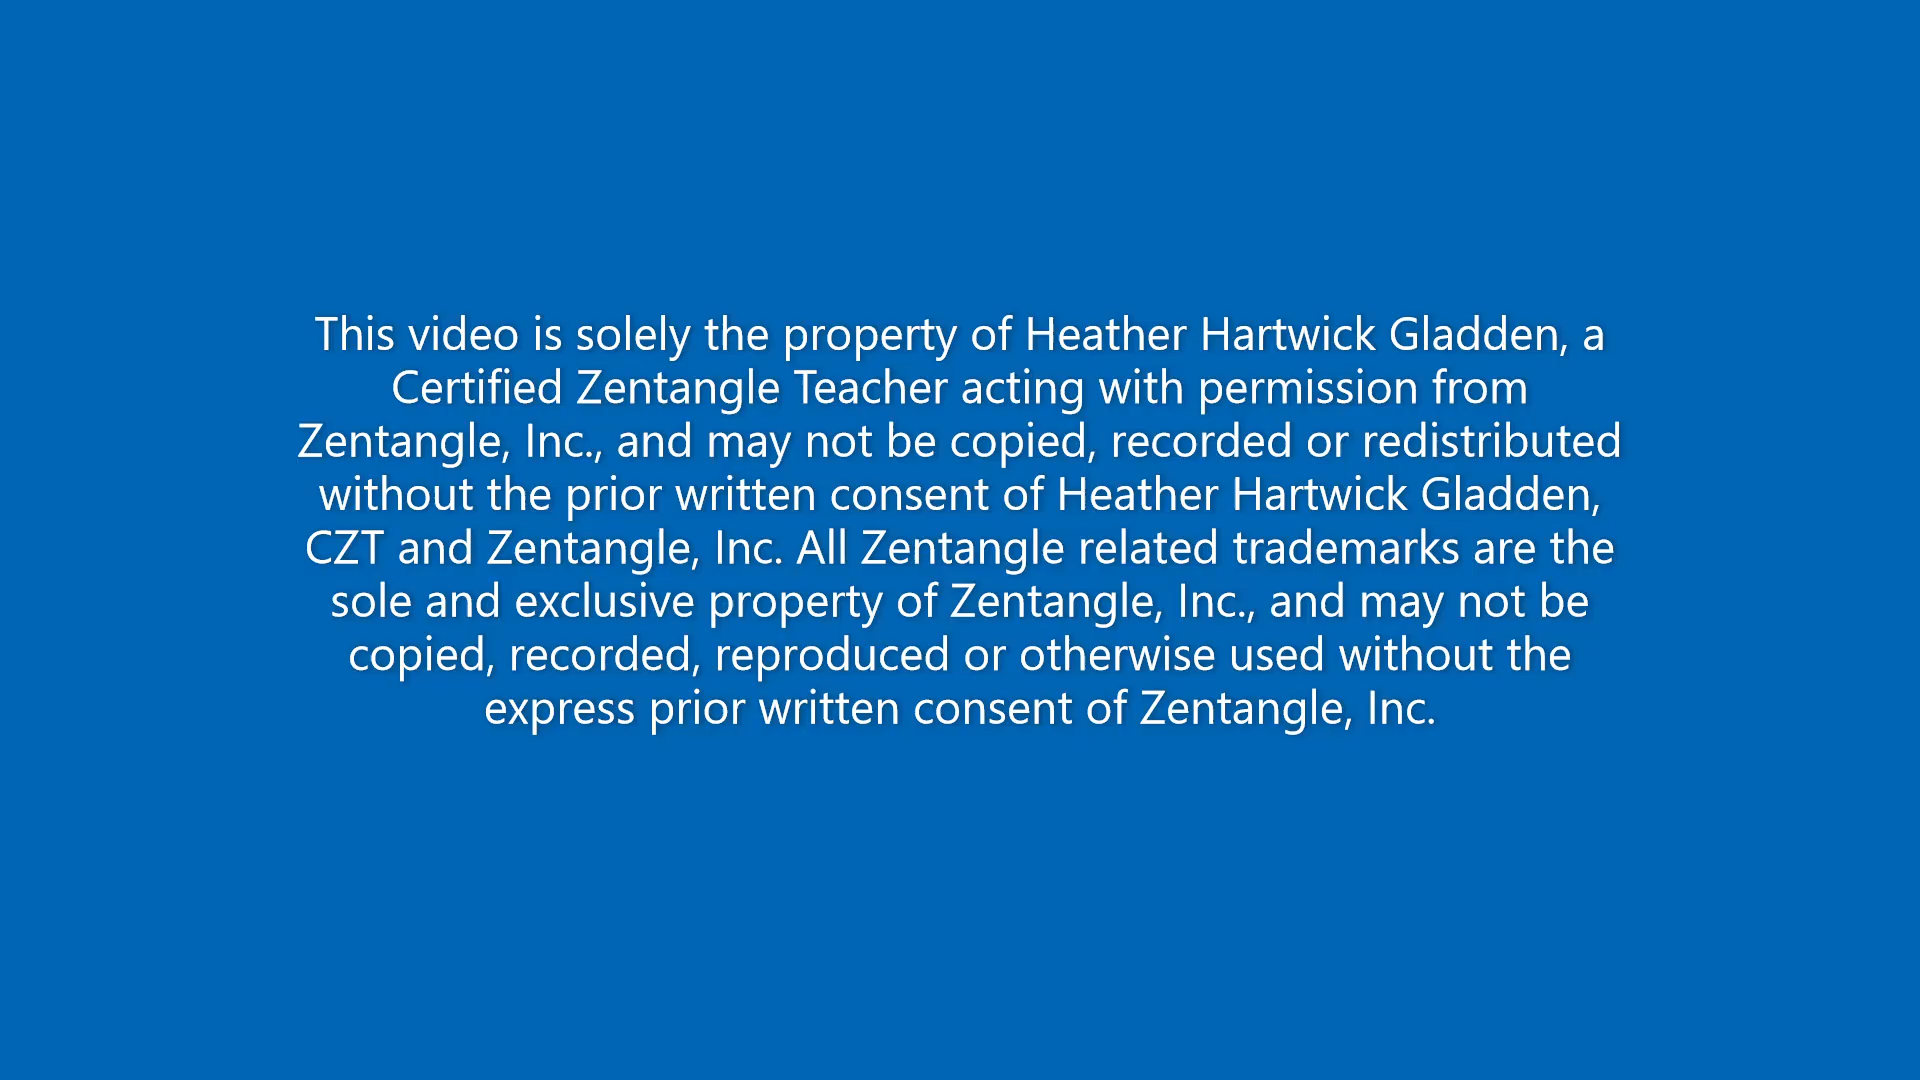 This video is solely the property of Heather Hartwick Gladden, a
Certified Zentangle Teacher acting with permission from
Zentangle, Inc., and may not be copied, recorded or redistributed
without the prior written consent of Heather Hartwick Gladden,
CZT and Zentangle, Inc. All Zentangle related trademarks are the
sole and exclusive property of Zentangle, Inc., and may not be
copied, recorded, reproduced or otherwise used without the
express prior written consent of Zentangle, Inc.